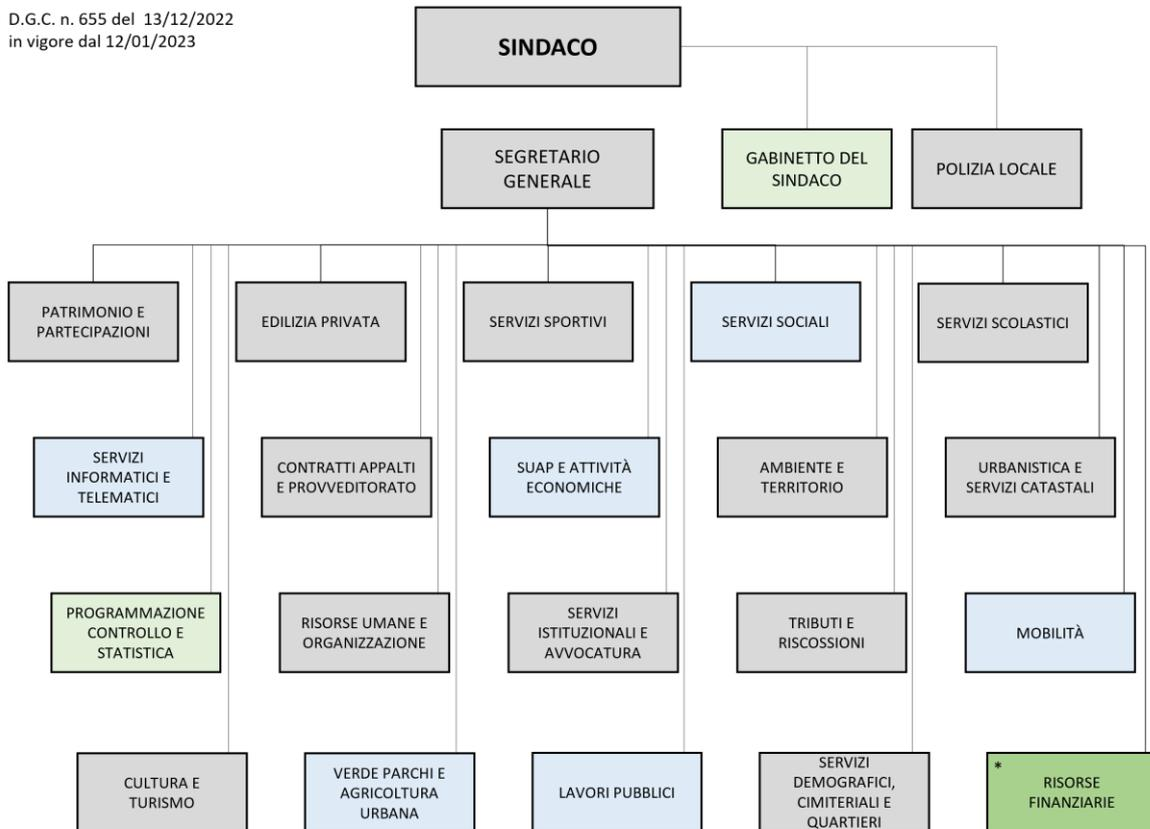 D.G.C. n. 655 del 13/12/2022
in vigore dal 12/01/2023
SINDACO
SEGRETARIO
GENERALE
GABINETTO DEL
SINDACO
POLIZIA LOCALE
PATRIMONIO E
PARTECIPAZIONI
EDILIZIA PRIVATA
SERVIZI SPORTIVI
SERVIZI SOCIALI
SERVIZI SCOLASTICI
SERVIZI
INFORMATICI E
TELEMATICI
CONTRATTI APPALTI
E PROVVEDITORATO
SUAP E ATTIVITÀ
ECONOMICHE
AMBIENTE E
TERRITORIO
URBANISTICA E
SERVIZI CATASTALI
PROGRAMMAZIONE
CONTROLLO E
STATISTICA
RISORSE UMANE E
ORGANIZZAZIONE
SERVIZI
ISTITUZIONALI E
AVVOCATURA
TRIBUTI E
RISCOSSIONI
MOBILITÀ
CULTURA E
TURISMO
VERDE PARCHI E
AGRICOLTURA
URBANA
LAVORI PUBBLICI
SERVIZI
DEMOGRAFICI,
CIMITERIALI E
QUARTIERI
*
RISORSE
FINANZIARIE